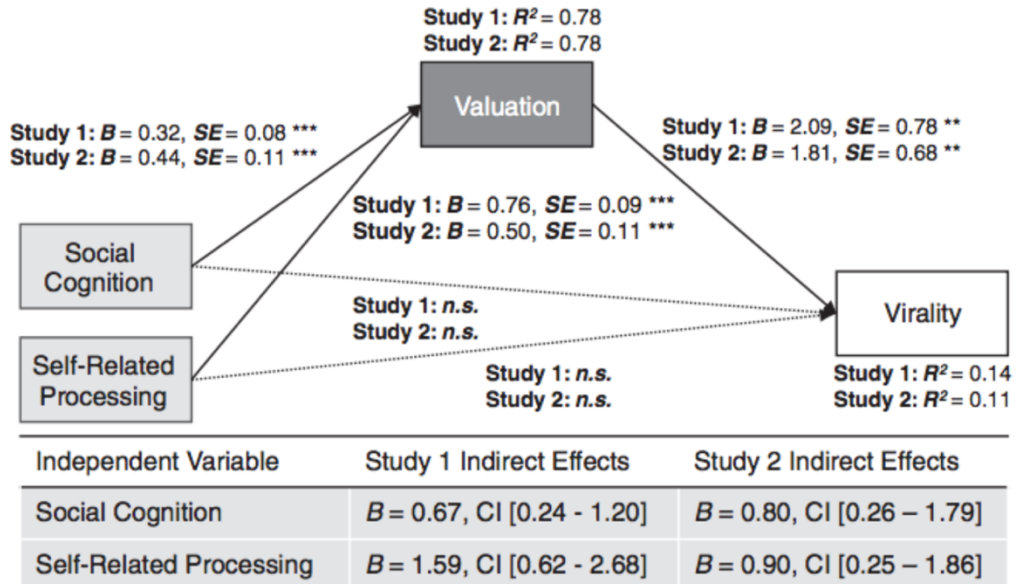 Study 1: R² = 0.78
Study 2: R² = 0.78
Valuation
Study 1: B = 0.32, SE = 0.08 ***
Study 2: B = 0.44, SE = 0.11 ***
Study 1: B = 2.09, SE = 0.78 **
Study 2: B = 1.81, SE = 0.68 **
Study 1: B = 0.76, SE = 0.09 ***
Study 2: B = 0.50, SE = 0.11 ***
Social
Cognition
Study 1: n.s.
Study 2: n.s.
Virality
Self-Related
Processing
Study 1: n.s.
Study 2: n.s.
Study 1: R² = 0.14
Study 2: R² = 0.11
Independent Variable Study 1 Indirect Effects Study 2 Indirect Effects
Social Cognition B = 0.67, CI [0.24 - 1.20] B = 0.80, CI [0.26 – 1.79]
Self-Related Processing B = 1.59, CI [0.62 - 2.68] B = 0.90, CI [0.25 – 1.86]